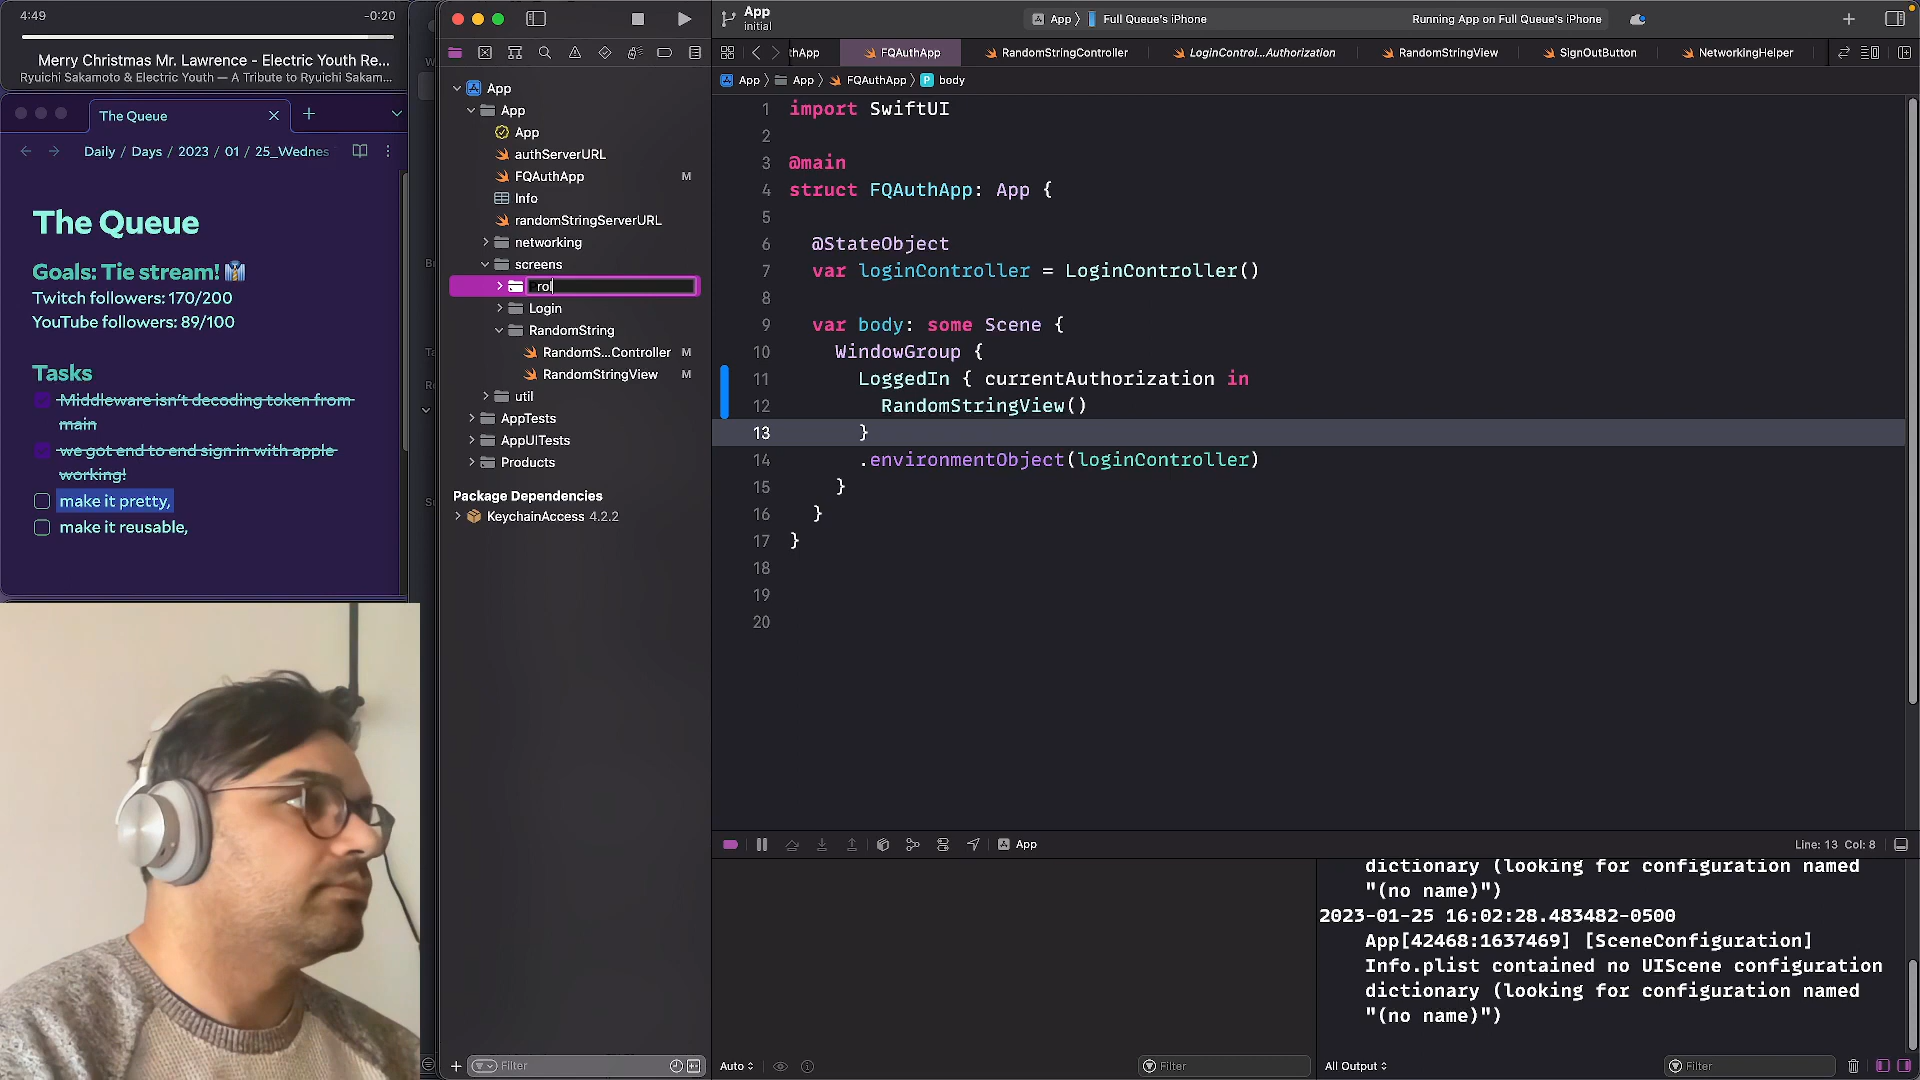 4:49
-0:20
Merry Christmas Mr. Lawrence - Electric Youth Re...
Ryuichi Sakamoto & Electric Youth — A Tribute to Ryuichi Sakam...
The Queue
Daily / Days / 2023 / 01 / 25_Wednes
The Queue
Goals: Tie stream!
Twitch followers: 170/200
YouTube followers: 89/100
Tasks
Middleware isn't decoding token from
main
we got end to end sign in with apple
working!
make it pretty,
make it reusable,
App
initial
App
Full Queue's iPhone
Running App on Full Queue's iPhone
thApp
FQAuthApp
RandomStringController
LoginControl...Authorization
RandomStringView
SignOutButton
NetworkingHelper
App
App
FQAuthApp
body
App
App
App
authServerURL
FQAuthApp M
Info
randomStringServerURL
networking
screens
rol
Login
RandomString
RandomS...Controller M
RandomStringView M
util
AppTests
AppUITests
Products
Package Dependencies
KeychainAccess 4.2.2
Filter
1 import SwiftUI
2
3 @main
4 struct FQAuthApp: App {
5
6 @StateObject
7 var loginController = LoginController()
8
9 var body: some Scene {
10 WindowGroup {
11 LoggedIn { currentAuthorization in
12 RandomStringView()
13 }
14 .environmentObject(loginController)
15 }
16 }
17 }
18
19
20
App
Line: 13 Col: 8
dictionary (looking for configuration named
"(no name)")
2023-01-25 16:02:28.483482-0500
App[42468:1637469] [SceneConfiguration]
Info.plist contained no UIScene configuration
dictionary (looking for configuration named
"(no name)")
Auto
Filter
All Output
Filter